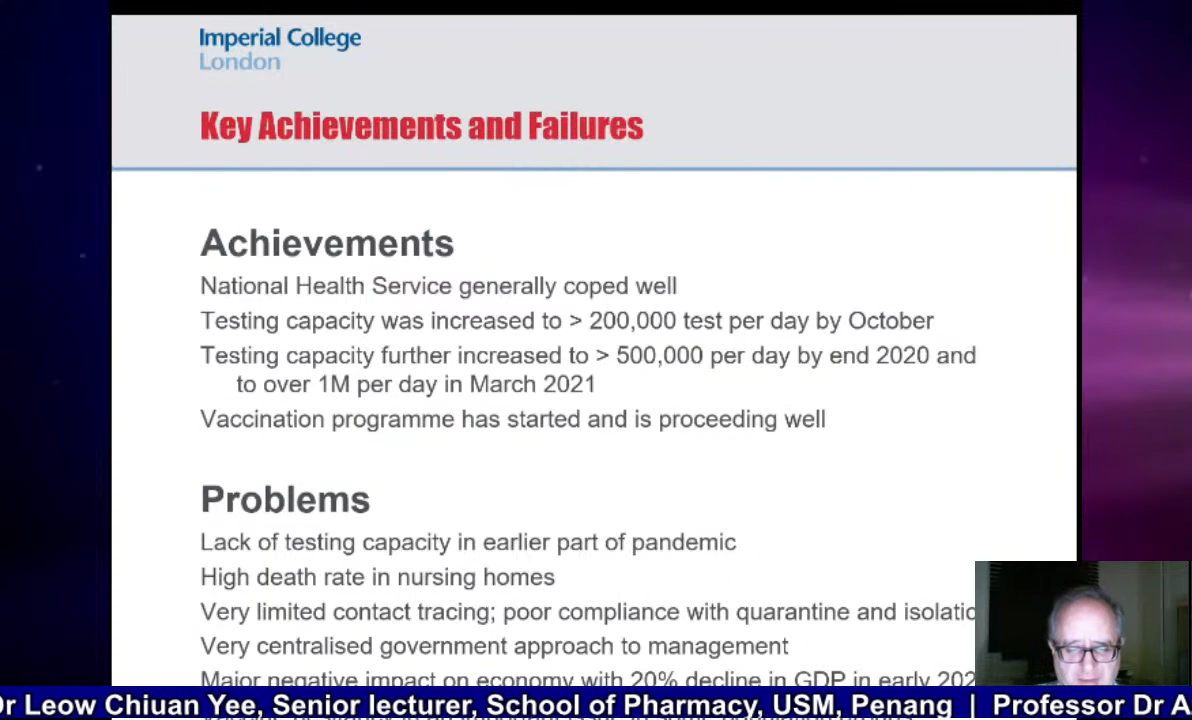 Imperial College
London
Key Achievements and Failures
Achievements
National Health Service generally coped well
Testing capacity was increased to > 200,000 test per day by October
Testing capacity further increased to > 500,000 per day by end 2020 and
to over 1M per day in March 2021
Vaccination programme has started and is proceeding well
Problems
Lack of testing capacity in earlier part of pandemic
High death rate in nursing homes
Very limited contact tracing; poor compliance with quarantine and isolatio
Very centralised government approach to management
Major negative impact on economy with 20% decline in GDP in early 202
Dr Leow Chiuan Yee, Senior lecturer, School of Pharmacy, USM, Penang | Professor Dr A